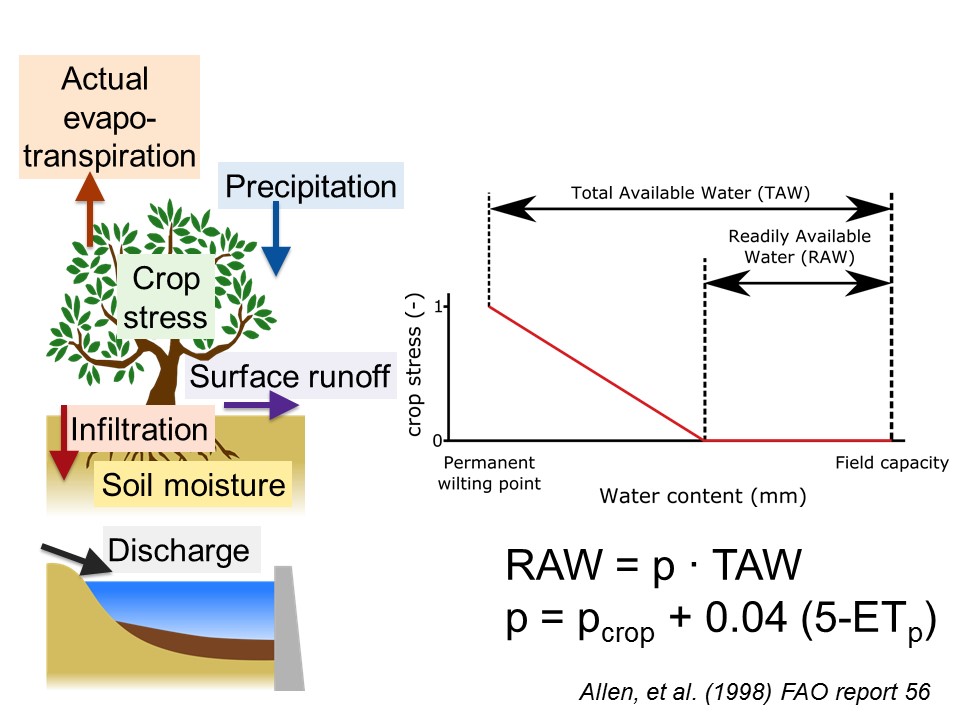 Actual
evapo-
transpiration
Precipitation
Crop
stress
Surface runoff
Infiltration
Soil moisture
Discharge
Total Available Water (TAW)
Readily Available
Water (RAW)
crop stress (-)
1
0
Permanent
wilting point
Field capacity
Water content (mm)
RAW = p · TAW
p = pcrop + 0.04 (5-ETp)
Allen, et al. (1998) FAO report 56